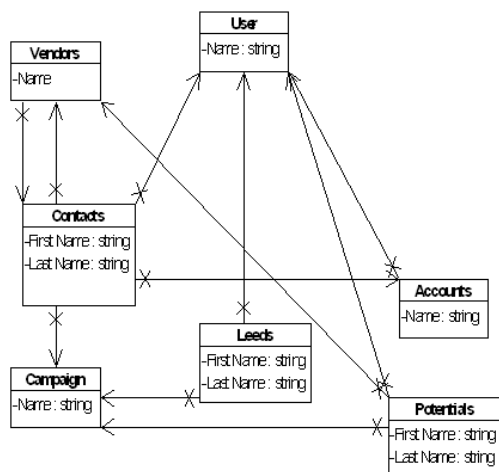 User
-Name : string
Vendors
-Name
Contacts
-First Name : string
-Last Name : string
Accounts
-Name : string
Leeds
-First Name : string
-Last Name : string
Campaign
-Name : string
Potentials
-First Name : string
-Last Name : string